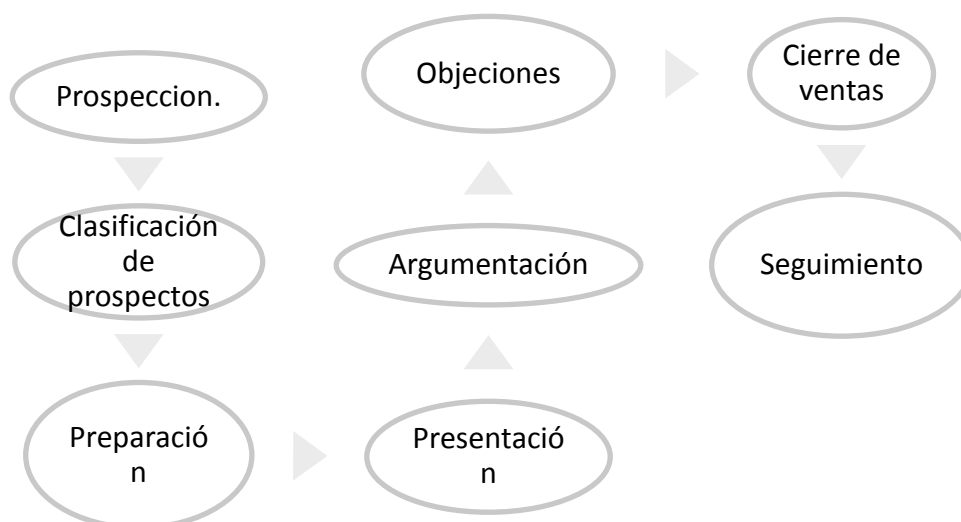 Prospeccion.
Clasificación
de
prospectos
Preparació
n
Presentació
n
Argumentación
Objeciones
Cierre de
ventas
Seguimiento